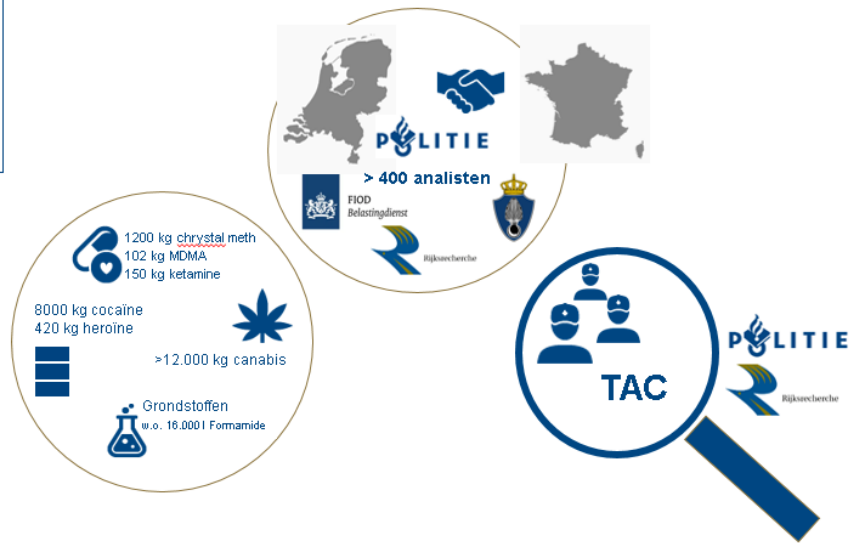 POLITIE
> 400 analisten
FIOD
Belastingdienst
Rijksrecherche
1200 kg chrystal meth
102 kg MDMA
150 kg ketamine
8000 kg cocaïne
420 kg heroïne
>12.000 kg canabis
Grondstoffen
w.o. 16.000 l Formamide
TAC
POLITIE
Rijksrecherche